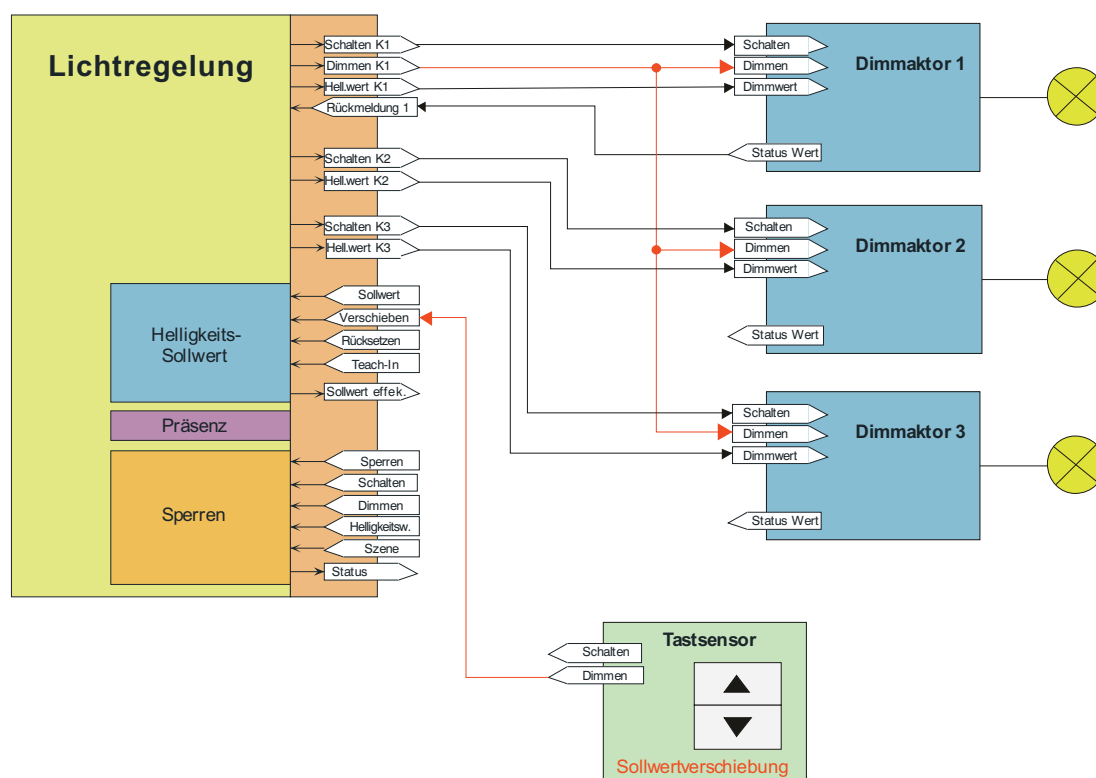 Lichtregelung
Schalten K1
Dimmen K1
Hell.wert K1
Rückmeldung 1
Schalten K2
Hell.wert K2
Schalten K3
Hell.wert K3
Helligkeits-
Sollwert
Sollwert
Verschieben
Rücksetzen
Teach-In
Sollwert effek.
Präsenz
Sperren
Sperren
Schalten
Dimmen
Helligkeitsw.
Szene
Status
Dimmaktor 1
Schalten
Dimmen
Dimmwert
Status Wert
Dimmaktor 2
Schalten
Dimmen
Dimmwert
Status Wert
Dimmaktor 3
Schalten
Dimmen
Dimmwert
Status Wert
Tastsensor
Schalten
Dimmen
Sollwertverschiebung